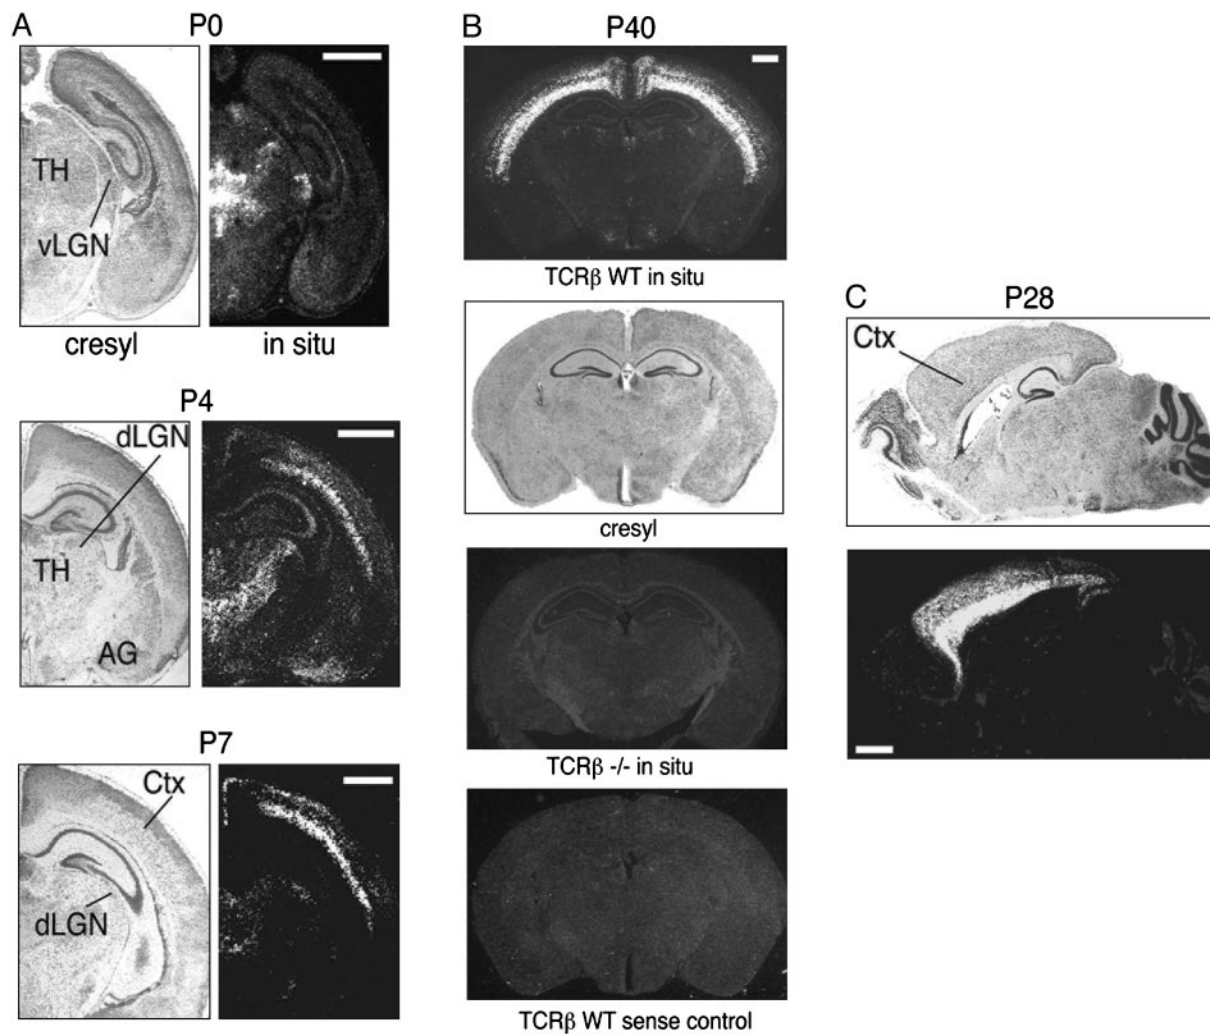 A
P0
TH
vLGN
cresyl
in situ
P4
dLGN
TH
AG
P7
Ctx
dLGN
B
P40
TCRβ WT in situ
cresyl
TCRβ -/- in situ
TCRβ WT sense control
C
P28
Ctx